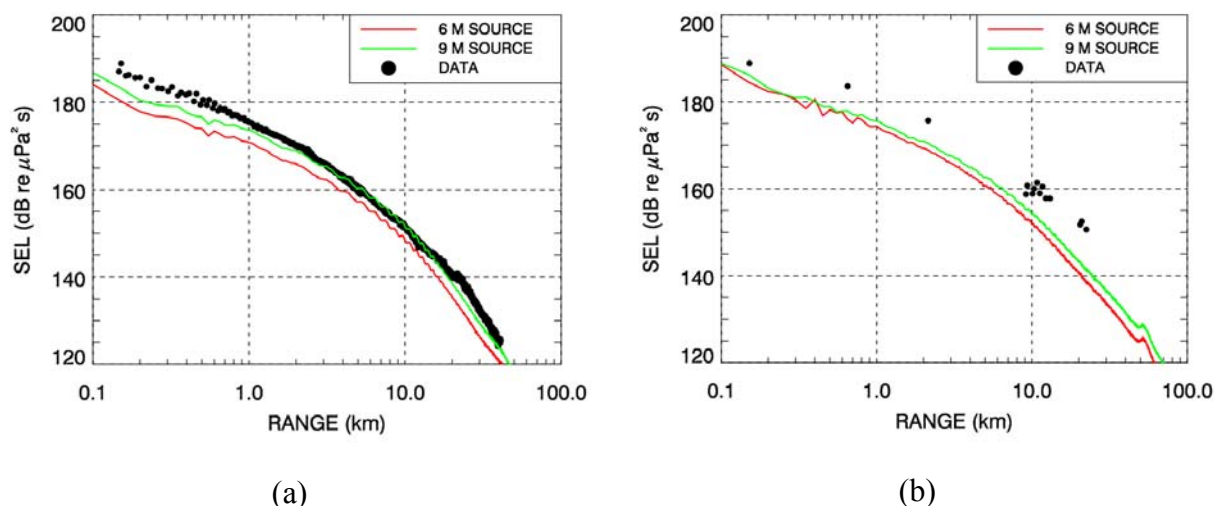 200
180
160
140
120
SEL (dB re μPa² s)
6 M SOURCE
9 M SOURCE
DATA
0.1 1.0 10.0 100.0
RANGE (km)
(a)
200
180
160
140
120
SEL (dB re μPa² s)
6 M SOURCE
9 M SOURCE
DATA
0.1 1.0 10.0 100.0
RANGE (km)
(b)